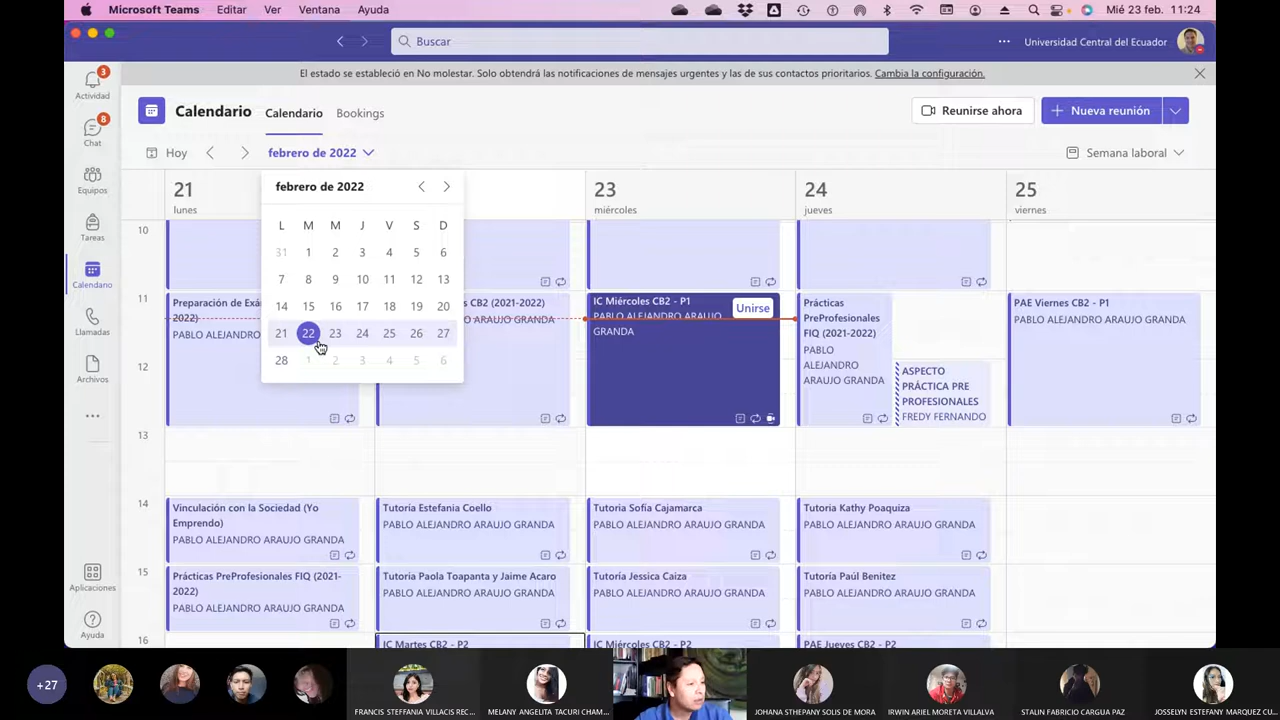 Microsoft Teams Editar Ver Ventana Ayuda Mié 23 feb. 11:24
Buscar
Universidad Central del Ecuador
El estado se estableció en No molestar. Solo obtendrá las notificaciones de mensajes urgentes y las de sus contactos prioritarios. Cambia la configuración.
3
Actividad
8
Chat
Equipos
Tareas
Calendario
Llamadas
Archivos
Aplicaciones
Ayuda
Calendario Calendario Bookings
Reunirse ahora
Nueva reunión
Hoy
febrero de 2022
Semana laboral
21
lunes
23
miércoles
24
jueves
25
viernes
febrero de 2022
L M M J V S D
31 1 2 3 4 5 6
7 8 9 10 11 12 13
14 15 16 17 18 19 20
21 22 23 24 25 26 27
28 1 2 3 4 5 6
10
11
12
13
14
15
16
Preparación de Exá
2022)
PABLO ALEJANDRO ARAUJ
s CB2 (2021-2022)
ARAUJO GRANDA
IC Miércoles CB2 - P1
PABLO ALEJANDRO ARAUJO
GRANDA
Unirse
Prácticas
PreProfesionales
FIQ (2021-2022)
PABLO
ALEJANDRO
ARAUJO GRANDA
ASPECTO
PRÁCTICA PRE
PROFESIONALES
FREDY FERNANDO
PAE Viernes CB2 - P1
PABLO ALEJANDRO ARAUJO GRANDA
Vinculación con la Sociedad (Yo
Emprendo)
PABLO ALEJANDRO ARAUJO GRANDA
Tutoria Estefania Coello
PABLO ALEJANDRO ARAUJO GRANDA
Tutoria Sofía Cajamarca
PABLO ALEJANDRO ARAUJO GRANDA
Tutoria Kathy Poaquiza
PABLO ALEJANDRO ARAUJO GRANDA
Prácticas PreProfesionales FIQ (2021-
2022)
PABLO ALEJANDRO ARAUJO GRANDA
Tutoria Paola Toapanta y Jaime Acaro
PABLO ALEJANDRO ARAUJO GRANDA
Tutoria Jessica Caiza
PABLO ALEJANDRO ARAUJO GRANDA
Tutoria Paúl Benitez
PABLO ALEJANDRO ARAUJO GRANDA
IC Martes CB2 - P2
IC Miércoles CB2 - P2
PAE Jueves CB2 - P2
+27
FRANCIS STEFFANIA VILLACIS REC...
MELANY ANGELITA TACURI CHAM...
JOHANA STHEPANY SOLIS DE MORA
IRWIN ARIEL MORETA VILLALVA
STALIN FABRICIO CARGUA PAZ
JOSSELYN ESTEFANY MARQUEZ CU...